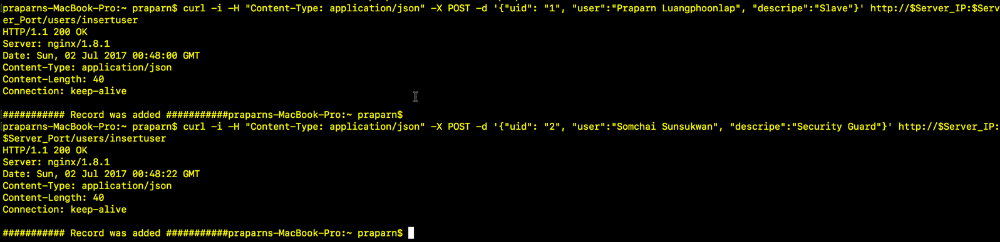 [praparns-MacBook-Pro:~ praparn$ curl -i -H "Content-Type: application/json" -X POST -d '{"uid": "1", "user":"Praparn Luangphoonlap", "descripe":"Slave"}' http://$Server_IP:$Serv
er_Port/users/insertuser
HTTP/1.1 200 OK
Server: nginx/1.8.1
Date: Sun, 02 Jul 2017 00:48:00 GMT
Content-Type: application/json
Content-Length: 40
Connection: keep-alive
[########### Record was added ###########praparns-MacBook-Pro:~ praparn$
[praparns-MacBook-Pro:~ praparn$ curl -i -H "Content-Type: application/json" -X POST -d '{"uid": "2", "user":"Somchai Sunsukwan", "descripe":"Security Guard"}' http://$Server_IP:
$Server_Port/users/insertuser
HTTP/1.1 200 OK
Server: nginx/1.8.1
Date: Sun, 02 Jul 2017 00:48:22 GMT
Content-Type: application/json
Content-Length: 40
Connection: keep-alive
########### Record was added ###########praparns-MacBook-Pro:~ praparn$